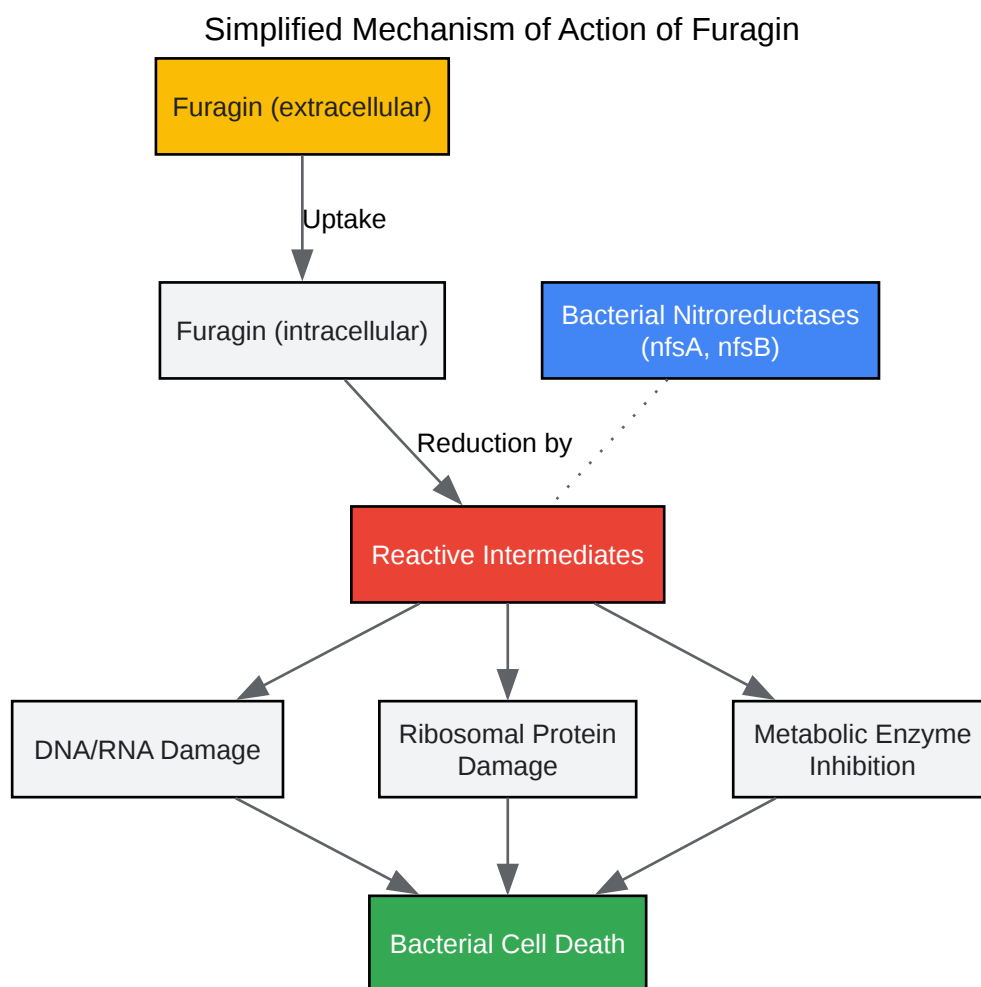 Simplified Mechanism of Action of Furagin
Furagin (extracellular)
Uptake
Furagin (intracellular)
Bacterial Nitroreductases
(nfsA, nfsB)
Reduction by
Reactive Intermediates
DNA/RNA Damage
Ribosomal Protein
Damage
Metabolic Enzyme
Inhibition
Bacterial Cell Death